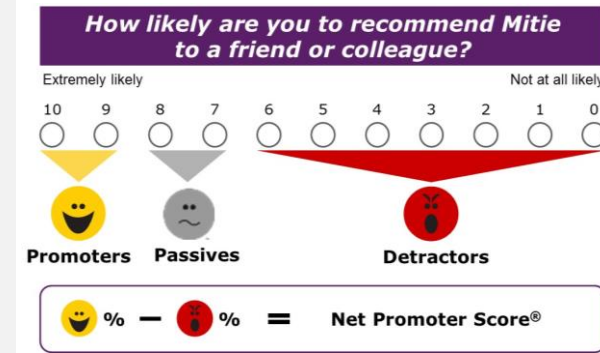 How likely are you to recommend Mitie
to a friend or colleague?
Extremely likely Not at all likely
10 9 8 7 6 5 4 3 2 1 0
Promoters Passives Detractors
% — % = Net Promoter Score®